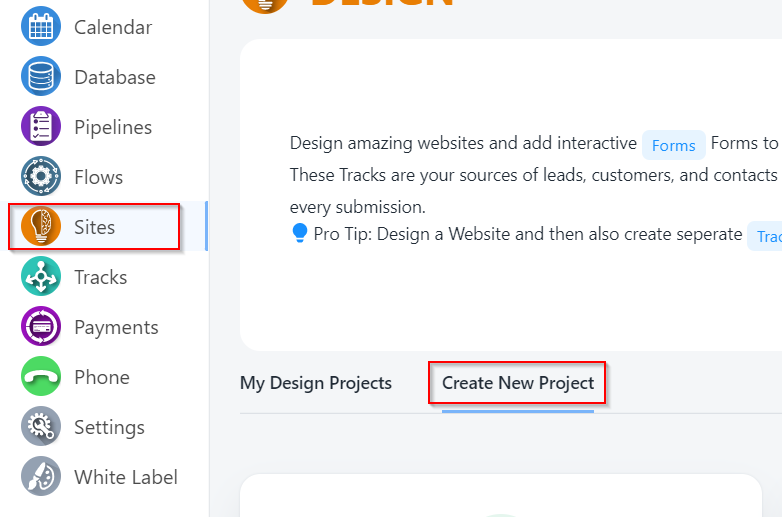 Calendar
Database
Pipelines
Flows
Sites
Tracks
Payments
Phone
Settings
White Label
DESIGN
Design amazing websites and add interactive Forms Forms to
These Tracks are your sources of leads, customers, and contacts
every submission.
Pro Tip: Design a Website and then also create seperate Trac
My Design Projects
Create New Project